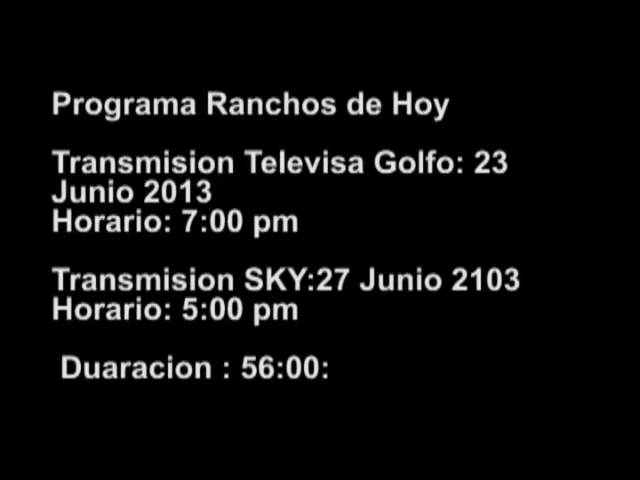 Programa Ranchos de Hoy
Transmision Televisa Golfo: 23
Junio 2013
Horario: 7:00 pm
Transmision SKY:27 Junio 2103
Horario: 5:00 pm
Duaracion : 56:00: